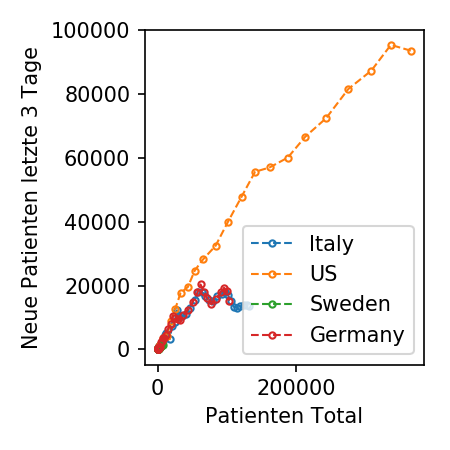 100000
80000
60000
40000
20000
0
Neue Patienten letzte 3 Tage
Italy
US
Sweden
Germany
0
200000
Patienten Total